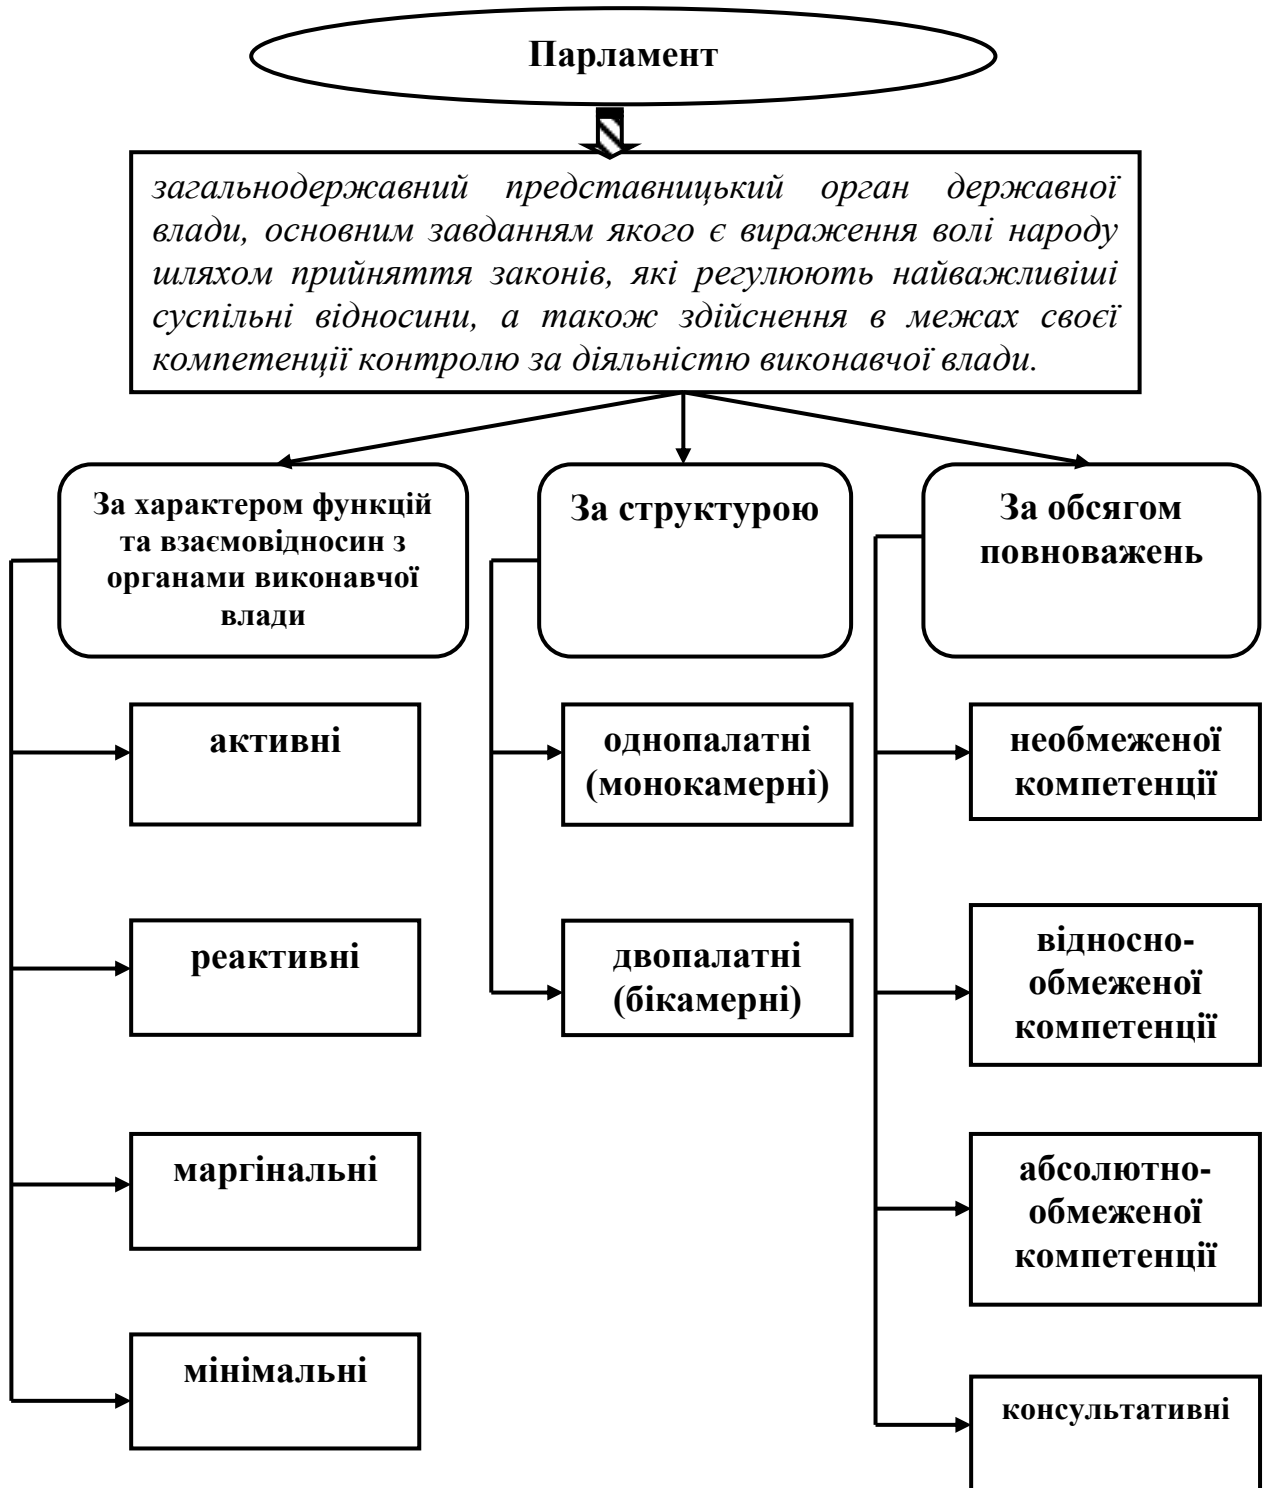 Парламент
загальнодержавний представницький орган державної
влади, основним завданням якого є вираження волі народу
шляхом прийняття законів, які регулюють найважливіші
суспільні відносини, а також здійснення в межах своєї
компетенції контролю за діяльністю виконавчої влади.
За характером функцій
та взаємовідносин з
органами виконавчої
влади
активні
реактивні
маргінальні
мінімальні
За структурою
однопалатні
(монокамерні)
двопалатні
(бікамерні)
За обсягом
повноважень
необмеженої
компетенції
відносно-
обмеженої
компетенції
абсолютно-
обмеженої
компетенції
консультативні